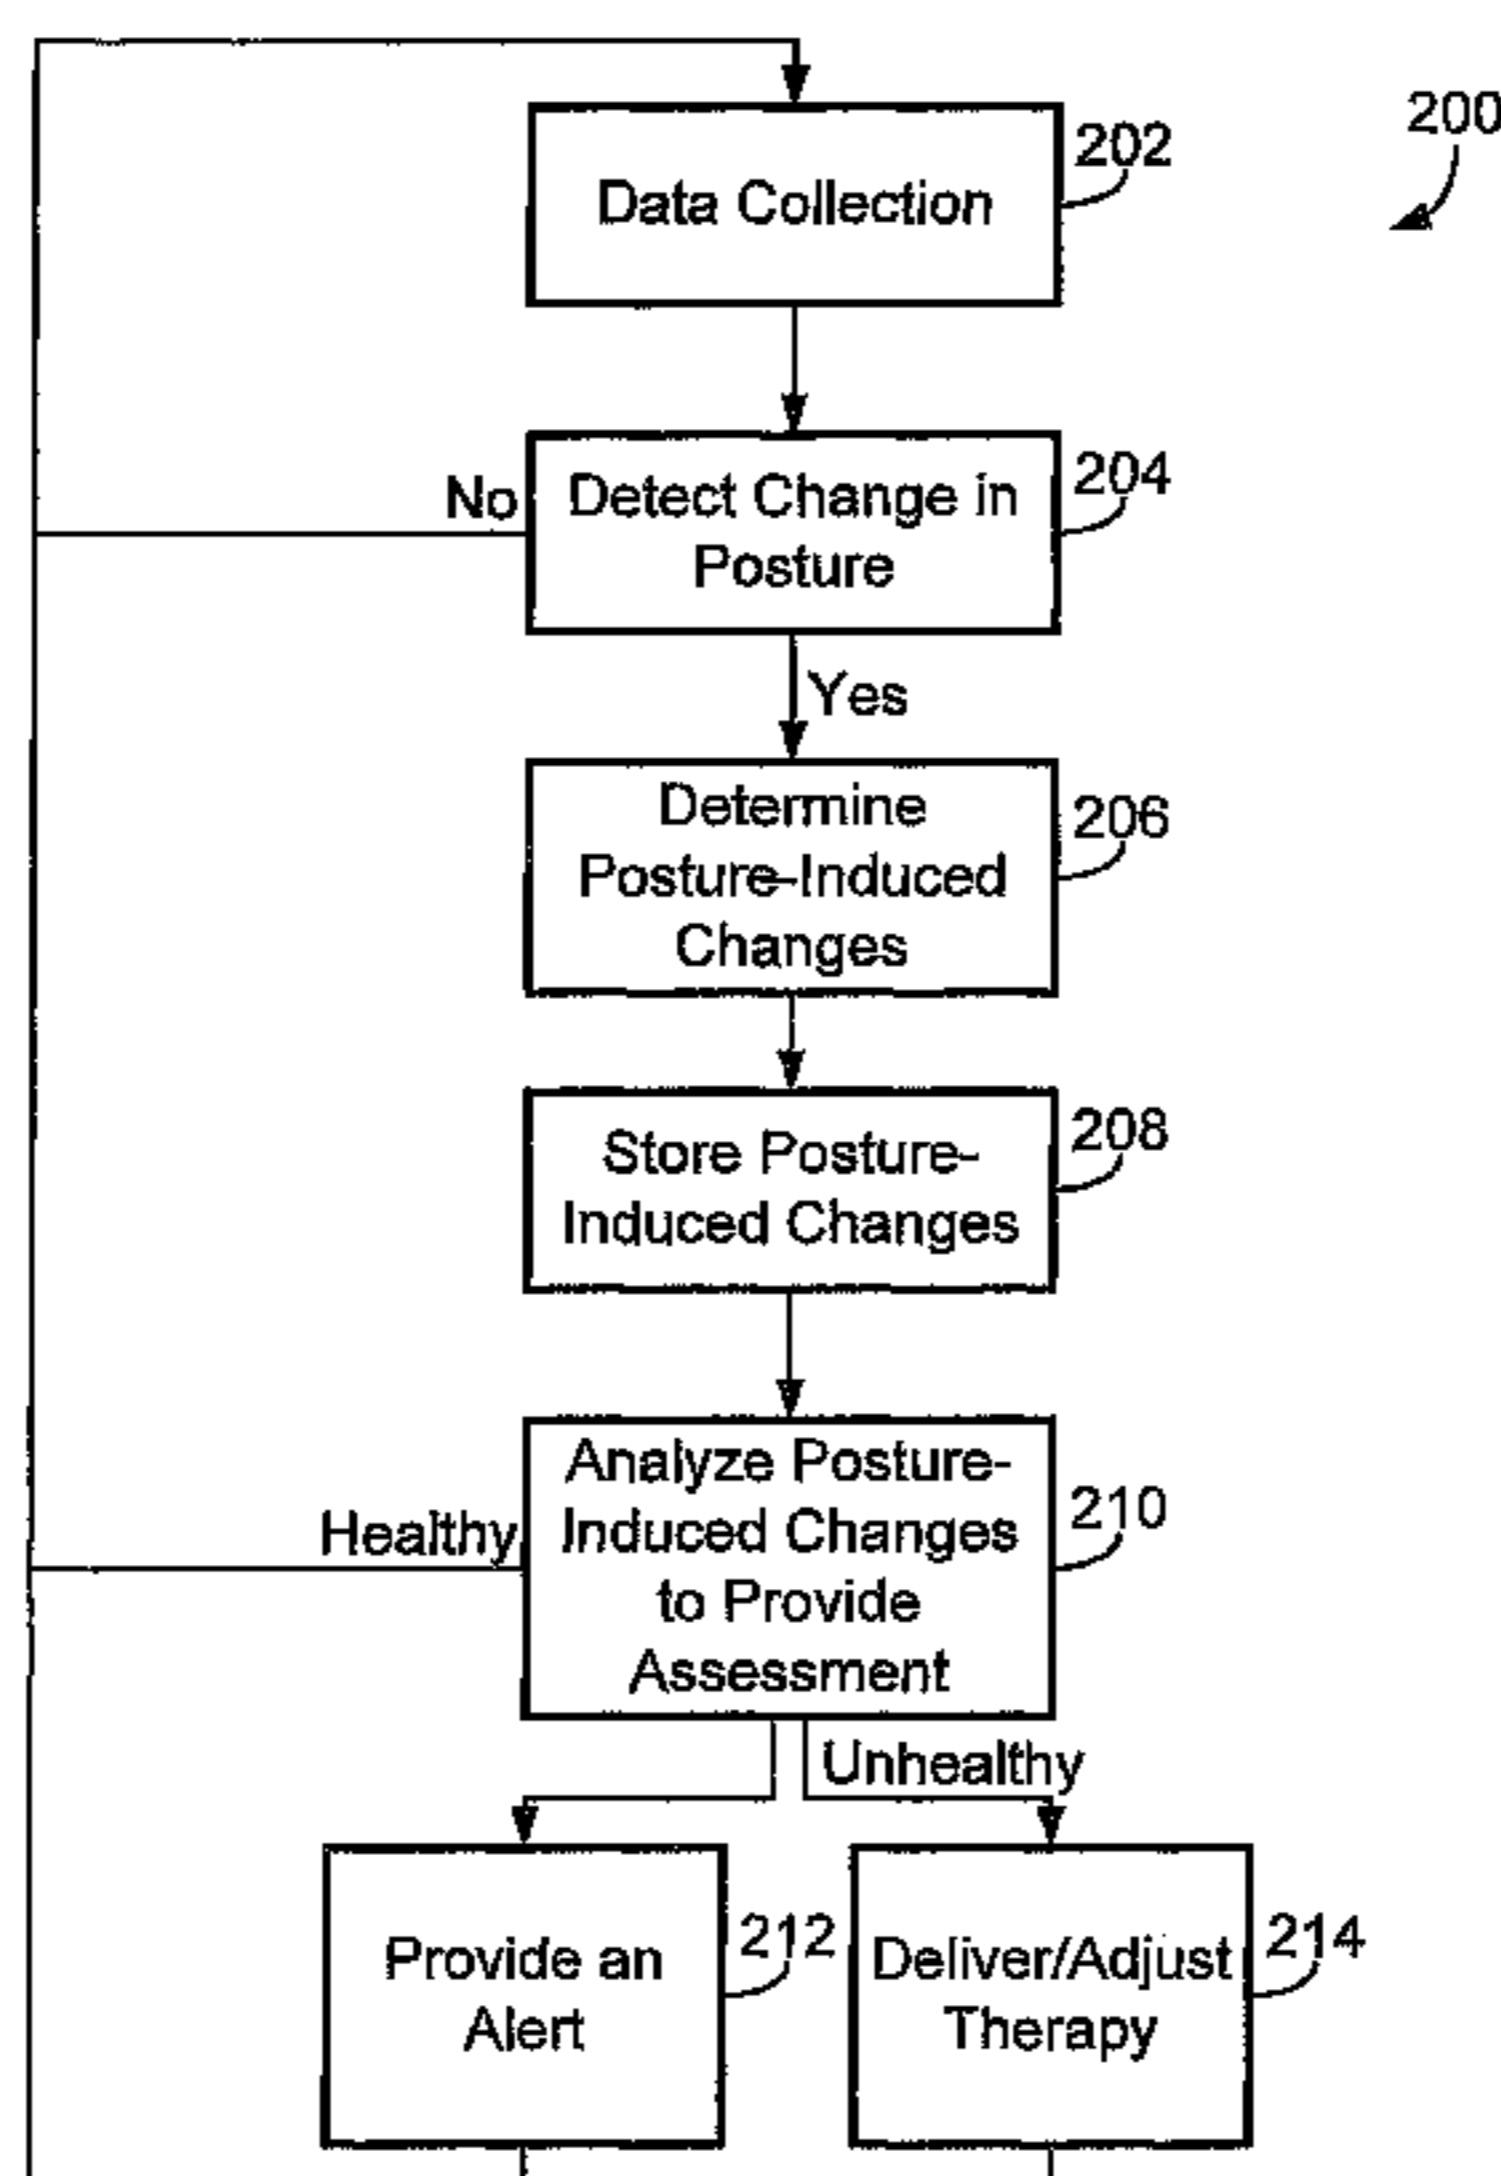 200
Data Collection
202
Detect Change in
Posture
204
No
Yes
Determine
Posture-Induced
Changes
206
Store Posture-
Induced Changes
208
Analyze Posture-
Induced Changes
to Provide
Assessment
210
Healthy
Unhealthy
Provide an
Alert
212
Deliver/Adjust
Therapy
214